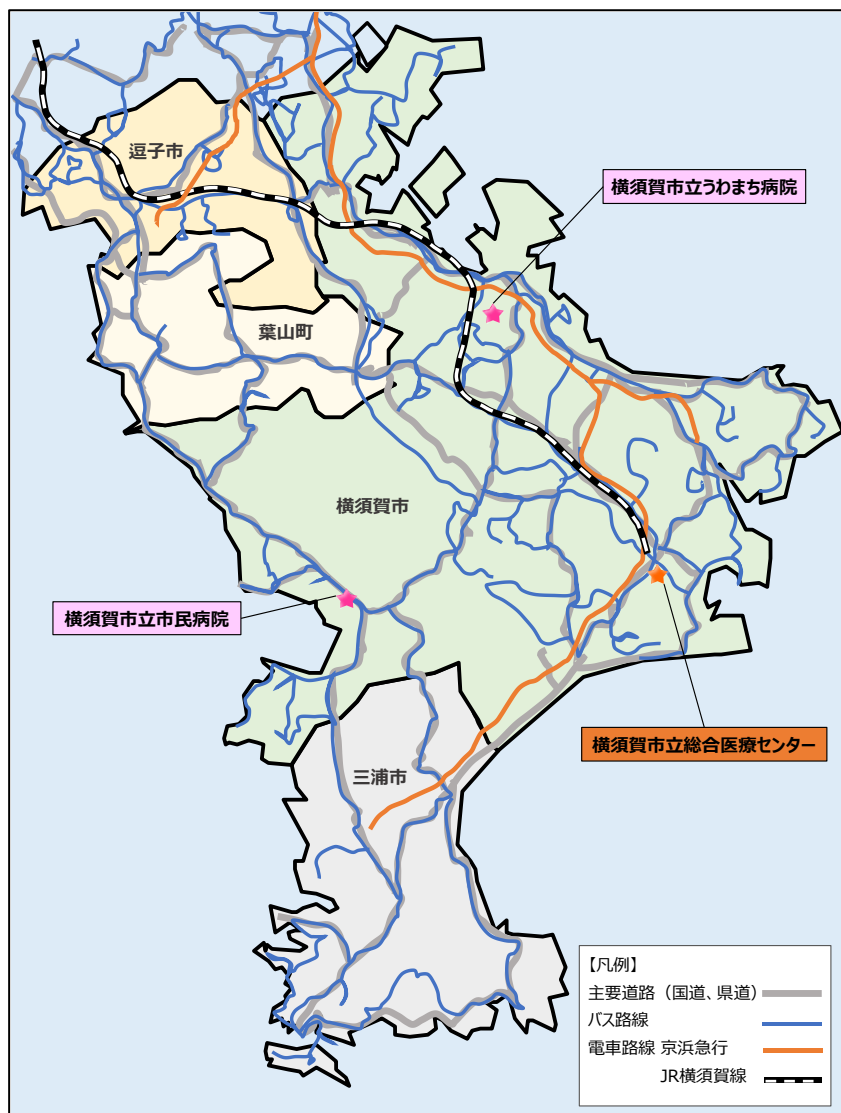 逗子市
横須賀市立うわまち病院
葉山町
横須賀市
横須賀市立市民病院
横須賀市立総合医療センター
三浦市
【凡例】
主要道路（国道、県道）
バス路線
電車路線 京浜急行
JR横須賀線